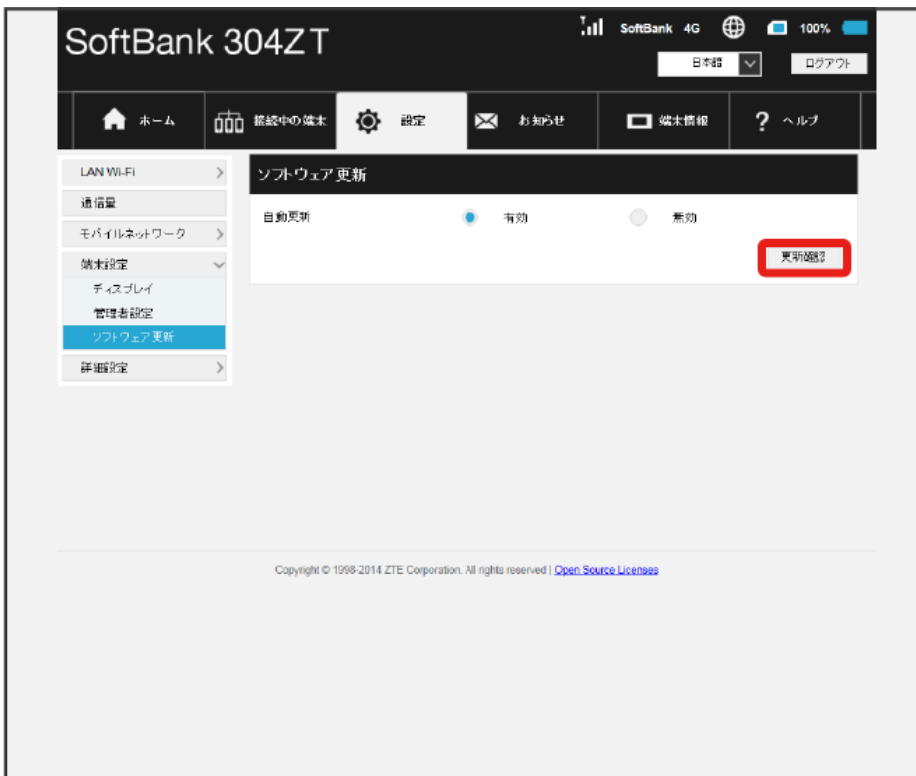 SoftBank 304ZT
SoftBank 4G 100%
日本語 ログアウト
ホーム 接続中の端末 設定 お知らせ 端末情報 ? ヘルプ
LAN Wi-Fi
通信量
モバイルネットワーク
端末設定
ディスプレイ
管理者設定
ソフトウェア更新
詳細設定
ソフトウェア更新
自動更新 有効 無効
更新確認
Copyright © 1998-2014 ZTE Corporation. All rights reserved | Open Source Licenses